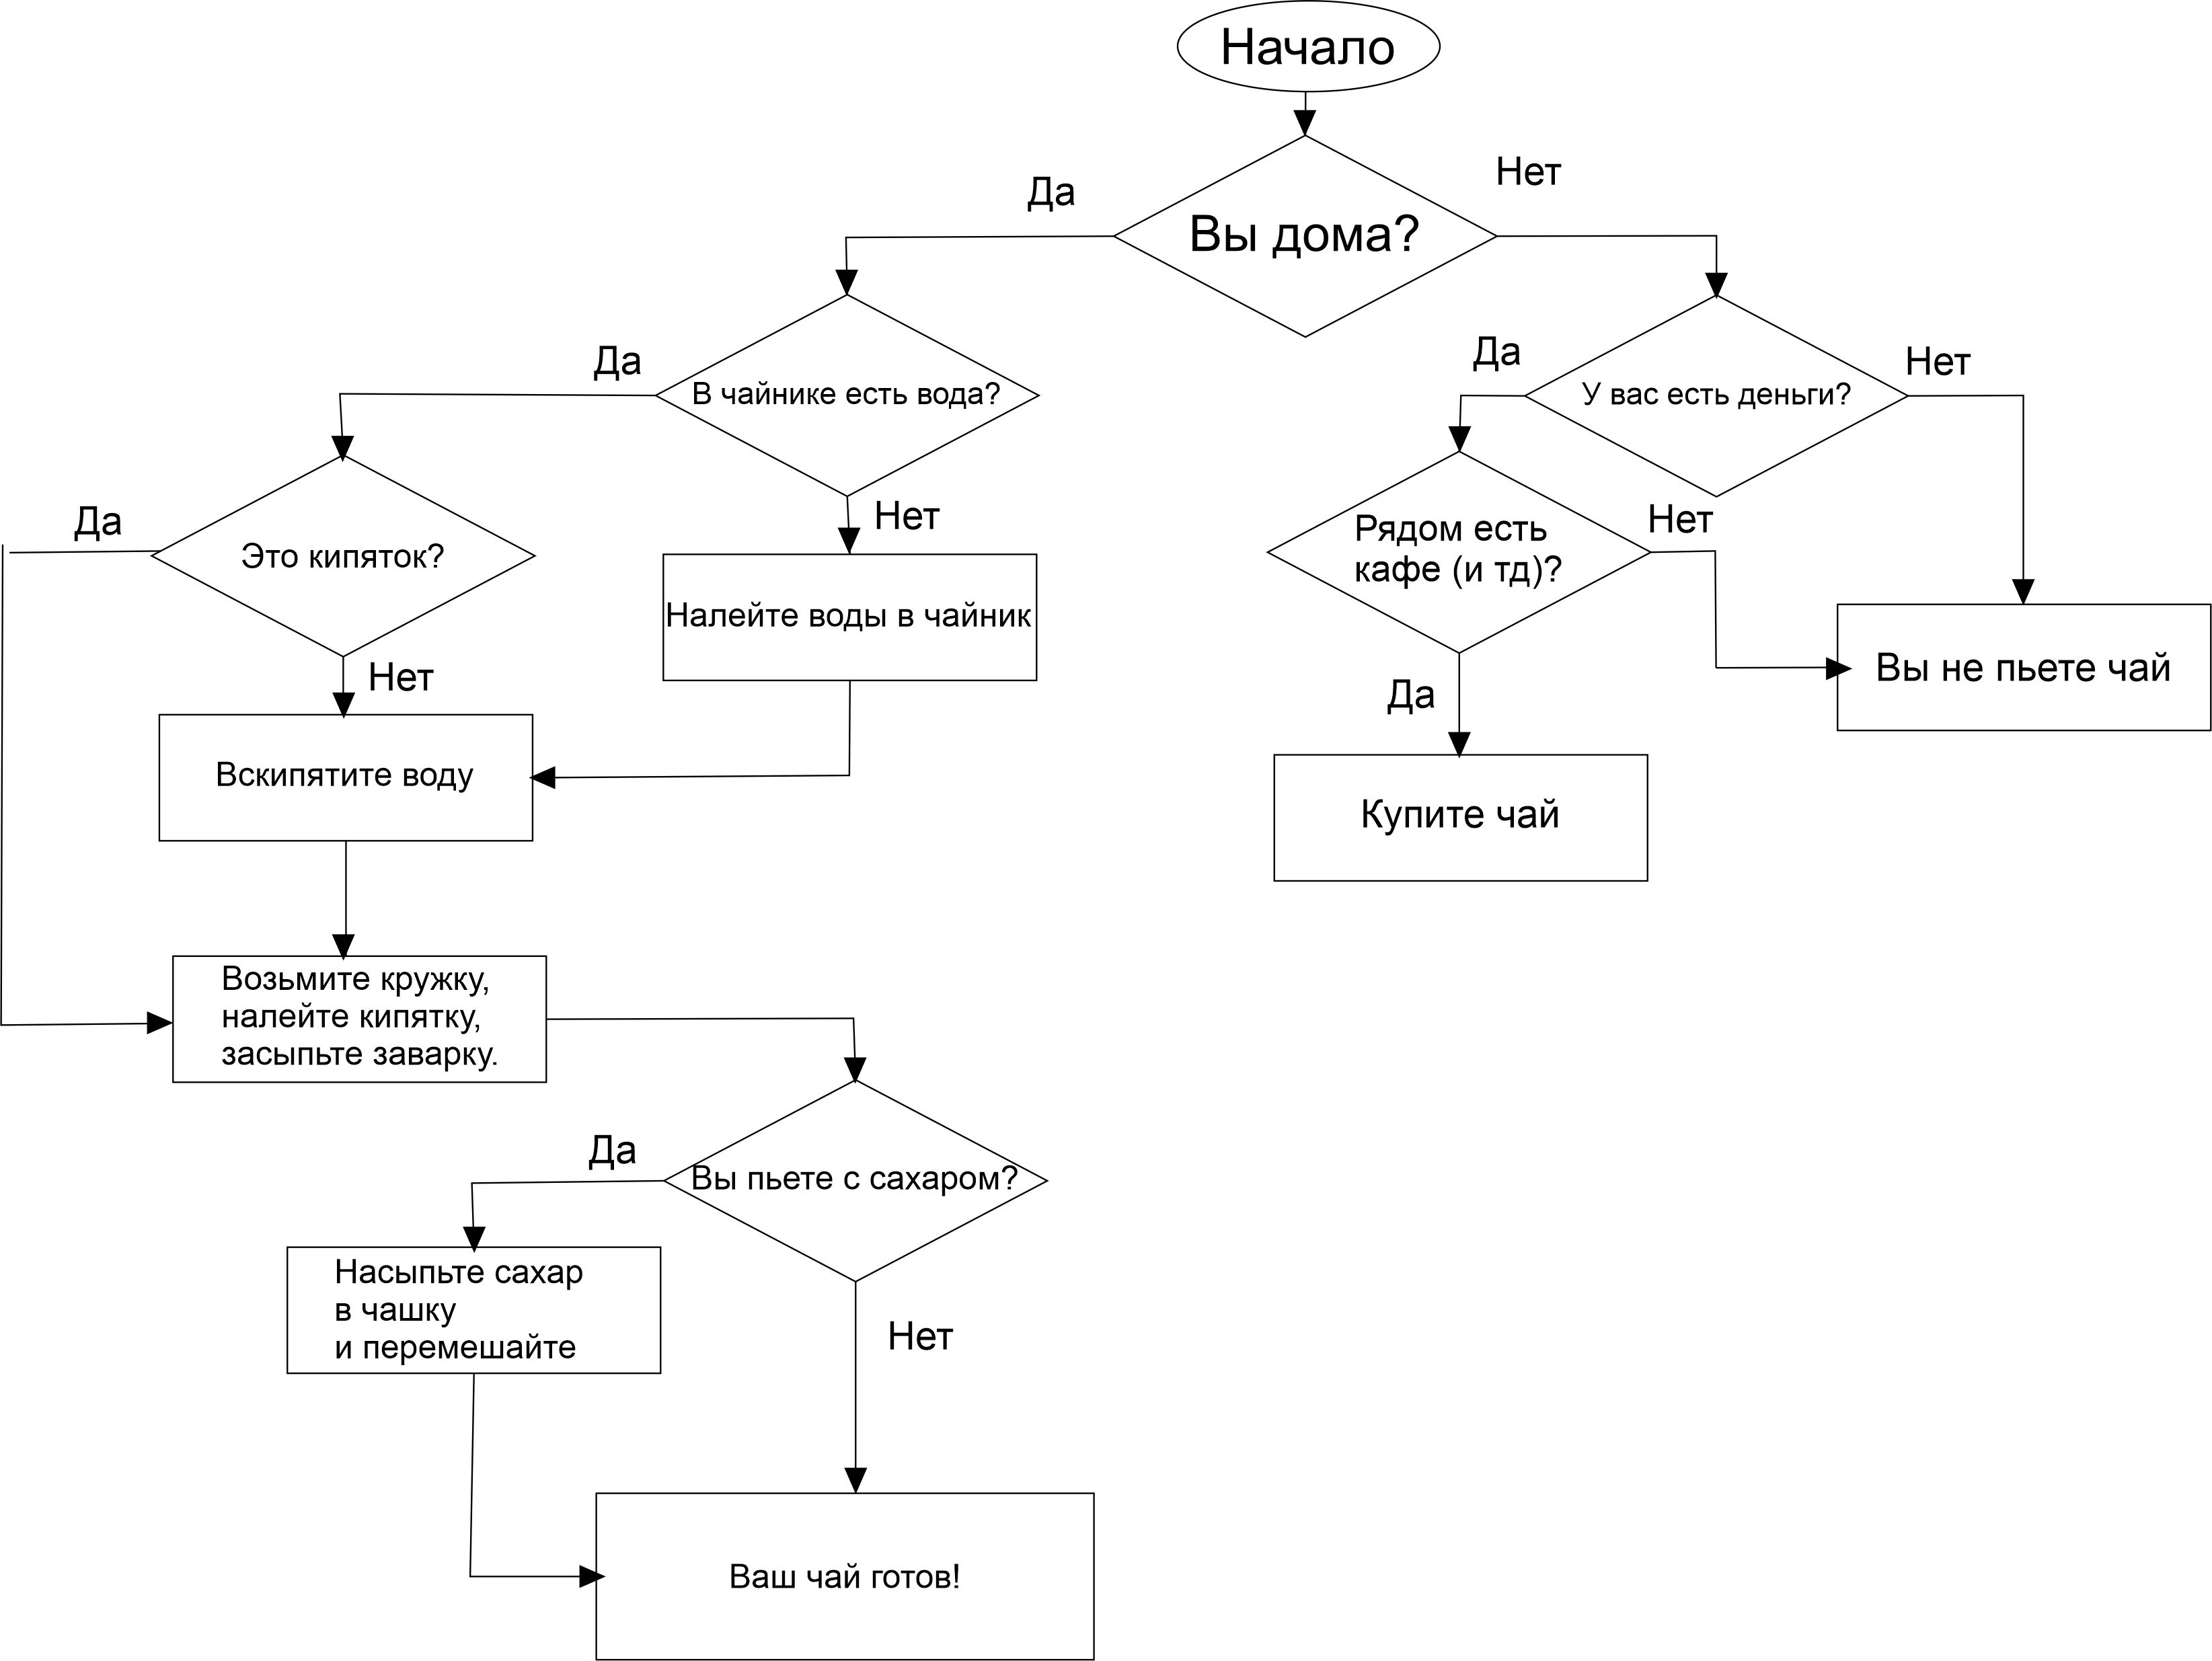 Начало
Да
Нет
Вы дома?
Да
В чайнике есть вода?
Да
У вас есть деньги?
Нет
Да
Это кипяток?
Нет
Рядом есть
кафе (и тд)?
Нет
Налейте воды в чайник
Нет
Да
Вы не пьете чай
Вскипятите воду
Купите чай
Возьмите кружку,
налейте кипятку,
засыпьте заварку.
Да
Вы пьете с сахаром?
Насыпьте сахар
в чашку
и перемешайте
Нет
Ваш чай готов!